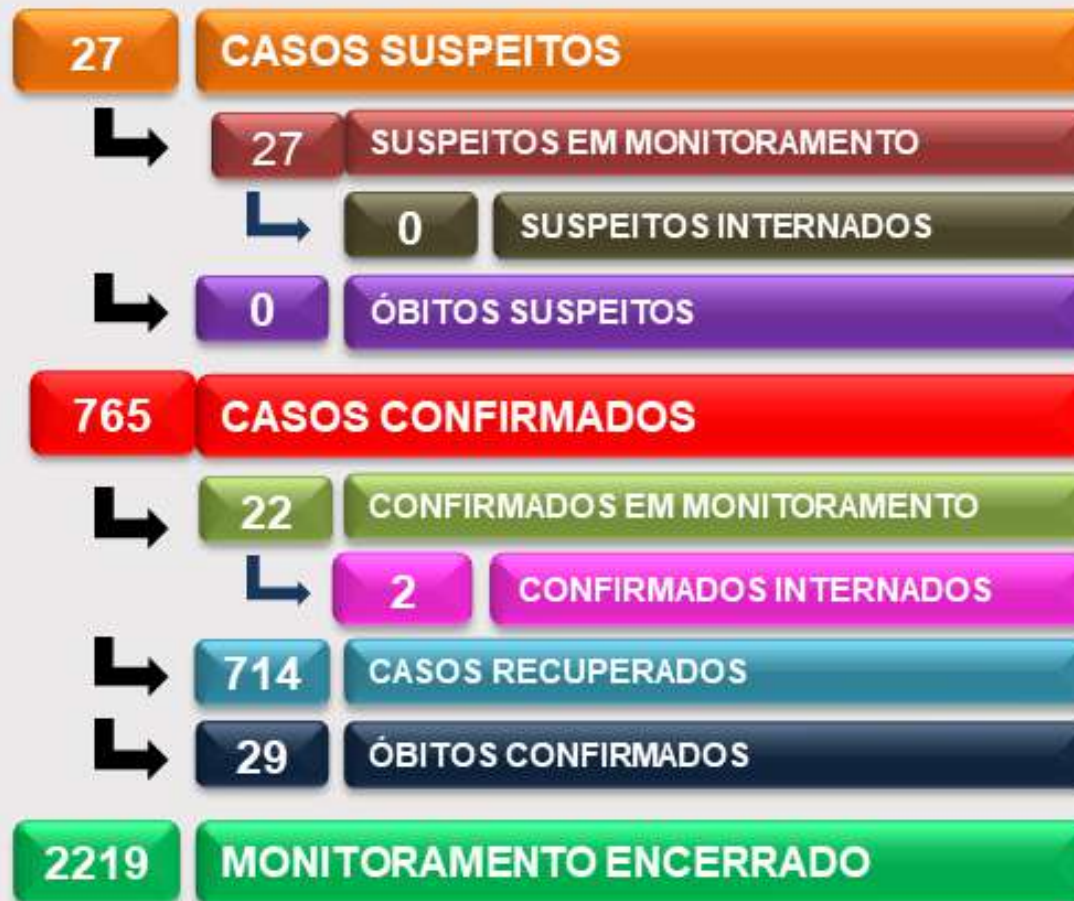 27 CASOS SUSPEITOS
27 SUSPEITOS EM MONITORAMENTO
0 SUSPEITOS INTERNADOS
0 ÓBITOS SUSPEITOS
765 CASOS CONFIRMADOS
22 CONFIRMADOS EM MONITORAMENTO
2 CONFIRMADOS INTERNADOS
714 CASOS RECUPERADOS
29 ÓBITOS CONFIRMADOS
2219 MONITORAMENTO ENCERRADO